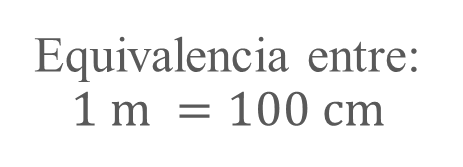 Equivalencia entre:
1 m = 100 cm